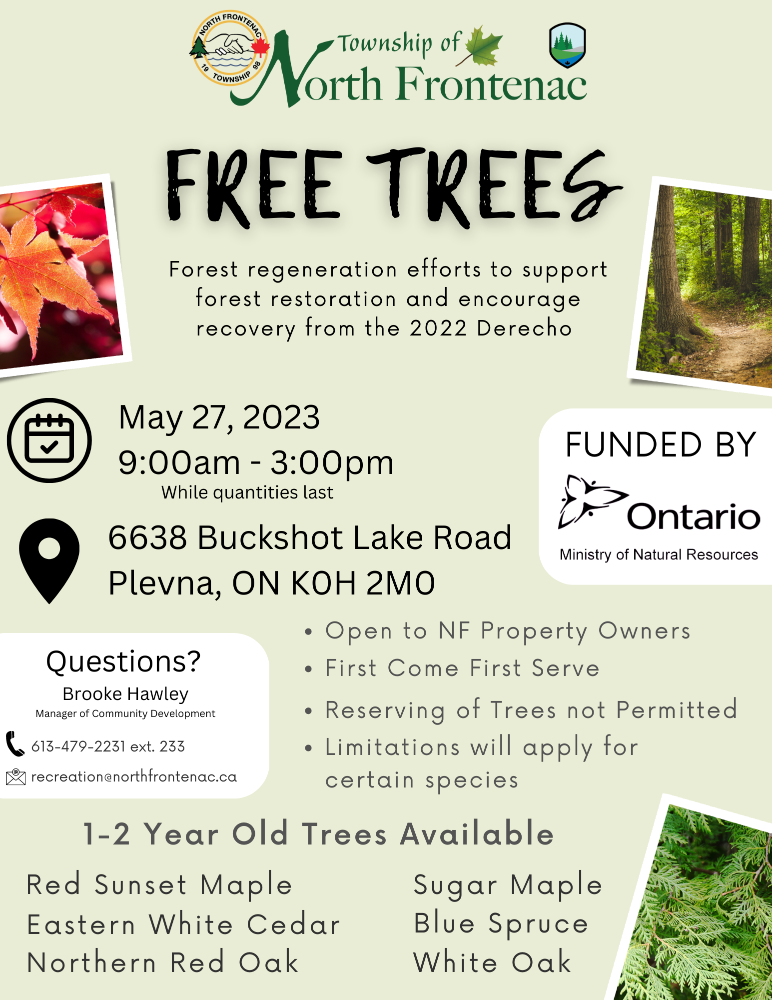 NORTH FRONTENAC
19 TOWNSHIP 98
Township of
North Frontenac
FREE TREES
Forest regeneration efforts to support
forest restoration and encourage
recovery from the 2022 Derecho
May 27, 2023
9:00am - 3:00pm
While quantities last
6638 Buckshot Lake Road
Plevna, ON K0H 2M0
FUNDED BY
Ontario
Ministry of Natural Resources
Questions?
Brooke Hawley
Manager of Community Development
613-479-2231 ext. 233
recreation@northfrontenac.ca
• Open to NF Property Owners
• First Come First Serve
• Reserving of Trees not Permitted
• Limitations will apply for
certain species
1-2 Year Old Trees Available
Red Sunset Maple
Eastern White Cedar
Northern Red Oak
Sugar Maple
Blue Spruce
White Oak